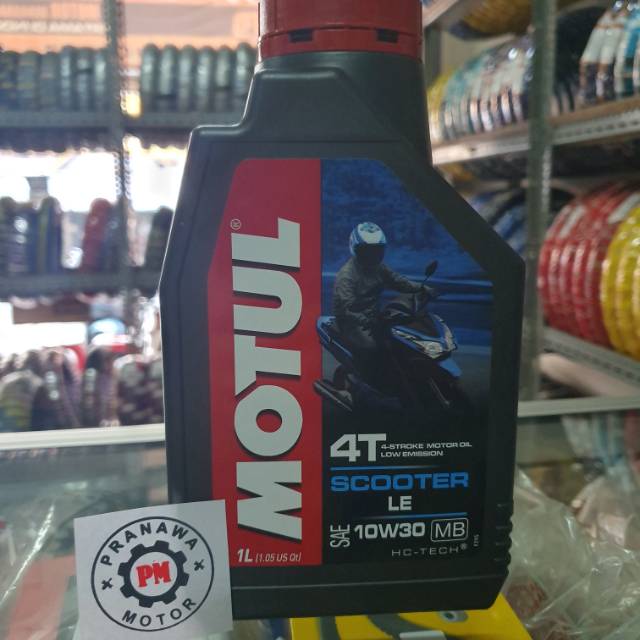 MOTUL®
4T 4-STROKE MOTOR OIL
LOW EMISSION
SCOOTER
LE
SAE 10W30 MB
HC-TECH®
1L (1.05 US Qt)
PRANAWA
PM
MOTOR